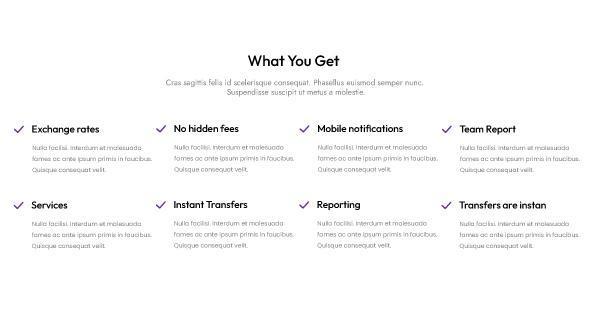 What You Get
Cras sagittis felis id scelerisque consequat. Phasellus euismod semper nunc.
Suspendisse suscipit ut metus a molestie.
Exchange rates
Nulla facilisi. Interdum et malesuada
fames ac ante ipsum primis in faucibus.
Quisque consequat velit.
No hidden fees
Nulla facilisi. Interdum et malesuada
fames ac ante ipsum primis in faucibus.
Quisque consequat velit.
Mobile notifications
Nulla facilisi. Interdum et malesuada
fames ac ante ipsum primis in faucibus.
Quisque consequat velit.
Team Report
Nulla facilisi. Interdum et malesuada
fames ac ante ipsum primis in faucibus.
Quisque consequat velit.
Services
Nulla facilisi. Interdum et malesuada
fames ac ante ipsum primis in faucibus.
Quisque consequat velit.
Instant Transfers
Nulla facilisi. Interdum et malesuada
fames ac ante ipsum primis in faucibus.
Quisque consequat velit.
Reporting
Nulla facilisi. Interdum et malesuada
fames ac ante ipsum primis in faucibus.
Quisque consequat velit.
Transfers are instan
Nulla facilisi. Interdum et malesuada
fames ac ante ipsum primis in faucibus.
Quisque consequat velit.